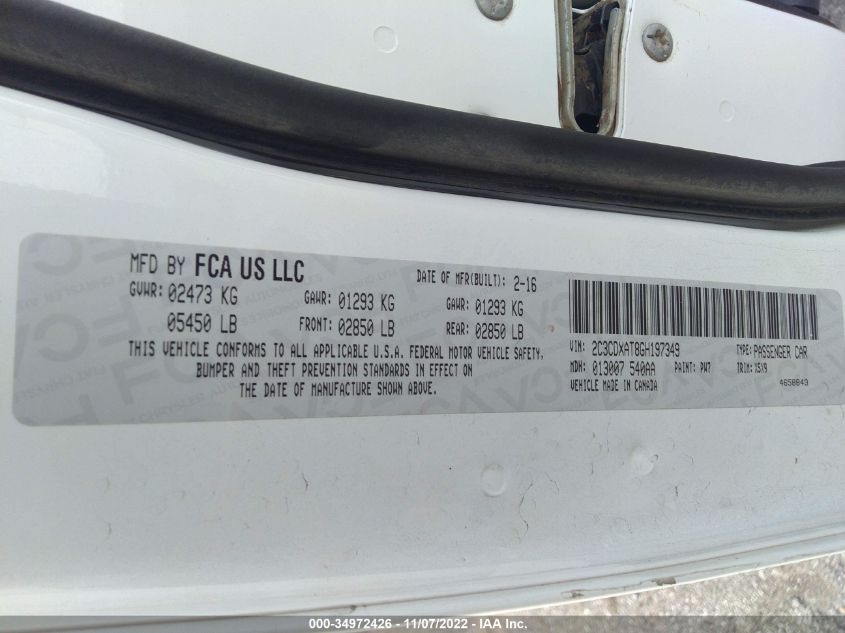 MFD BY FCA US LLC
DATE OF MFR(BUILT): 2-16
GVWR: 02473 KG GAWR: 01293 KG GAWR: 01293 KG
05450 LB FRONT: 02850 LB REAR: 02850 LB
THIS VEHICLE CONFORMS TO ALL APPLICABLE U.S.A. FEDERAL MOTOR VEHICLE SAFETY,
BUMPER AND THEFT PREVENTION STANDARDS IN EFFECT ON
THE DATE OF MANUFACTURE SHOWN ABOVE.
VIN: 2C3CDXAT8GH197349 TYPE: PASSENGER CAR
MDH: 013007 540AA PAINT: PW7 TRIM: X5X9
VEHICLE MADE IN CANADA 4658849
000-34972426 - 11/07/2022 - IAA Inc.